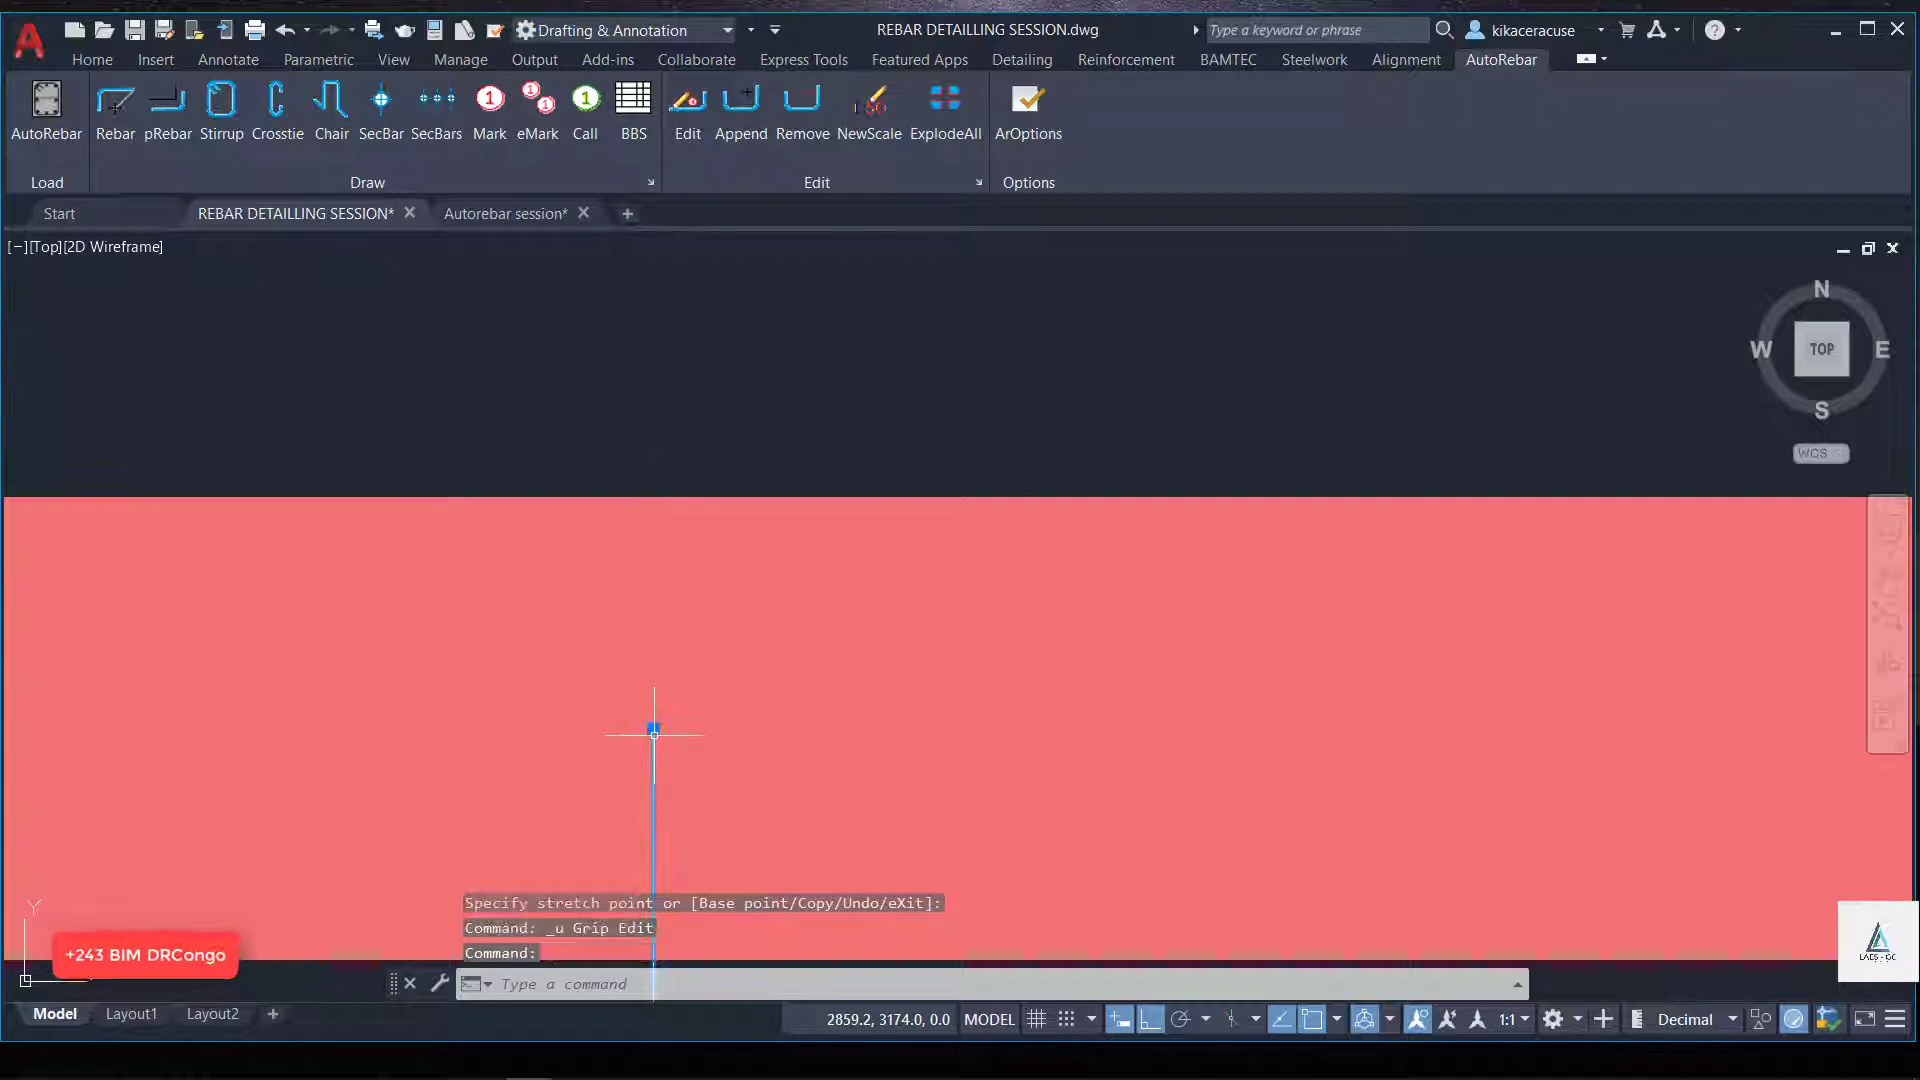 Drafting & Annotation
REBAR DETAILLING SESSION.dwg
Type a keyword or phrase
kikaceracuse
Home Insert Annotate Parametric View Manage Output Add-ins Collaborate Express Tools Featured Apps Detailing Reinforcement BAMTEC Steelwork Alignment AutoRebar
AutoRebar Rebar pRebar Stirrup Crosstie Chair SecBar SecBars Mark eMark Call BBS Edit Append Remove NewScale ExplodeAll ArOptions
Load Draw Edit Options
Start REBAR DETAILLING SESSION* Autorebar session*
[−][Top][2D Wireframe]
N
W TOP E
S
WCS
Specify stretch point or [Base point/Copy/Undo/eXit]:
Command: _u Grip Edit
Command:
Type a command
Y
+243 BIM DRCongo
LAES - GC
Model Layout1 Layout2
2859.2, 3174.0, 0.0 MODEL 1:1 Decimal